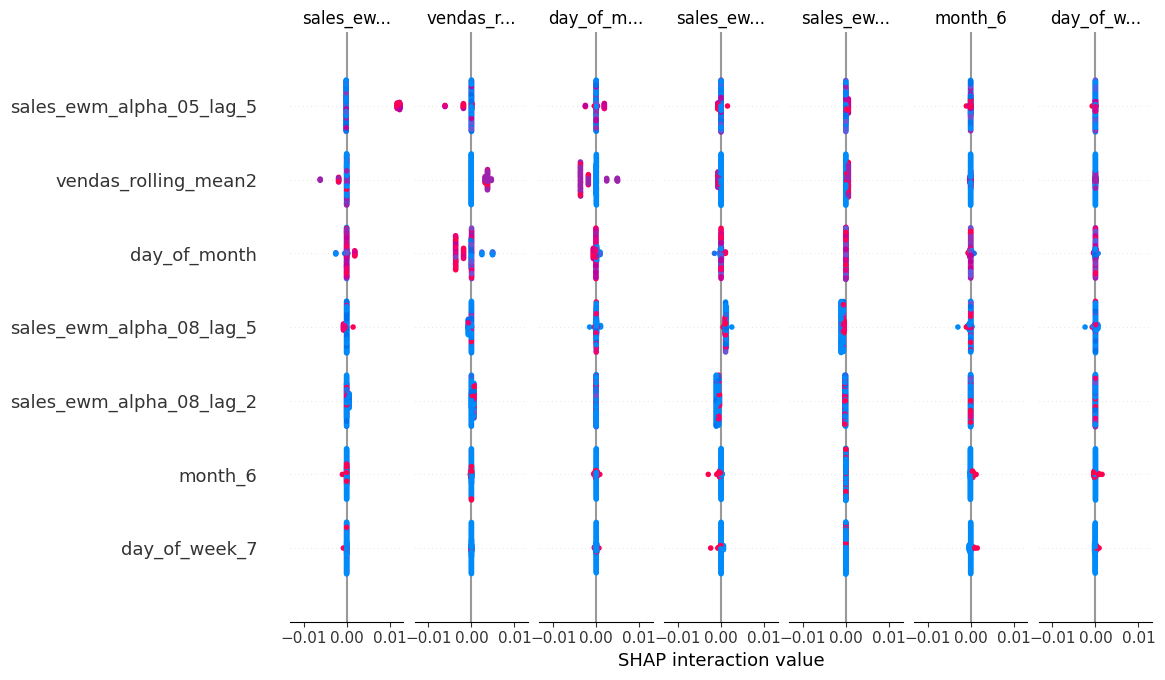 sales_ew... vendas_r... day_of_m... sales_ew... sales_ew... month_6 day_of_w...
sales_ewm_alpha_05_lag_5
vendas_rolling_mean2
day_of_month
sales_ewm_alpha_08_lag_5
sales_ewm_alpha_08_lag_2
month_6
day_of_week_7
−0.01 0.00 0.01 −0.01 0.00 0.01 −0.01 0.00 0.01 −0.01 0.00 0.01 −0.01 0.00 0.01 −0.01 0.00 0.01 −0.01 0.00 0.01
SHAP interaction value